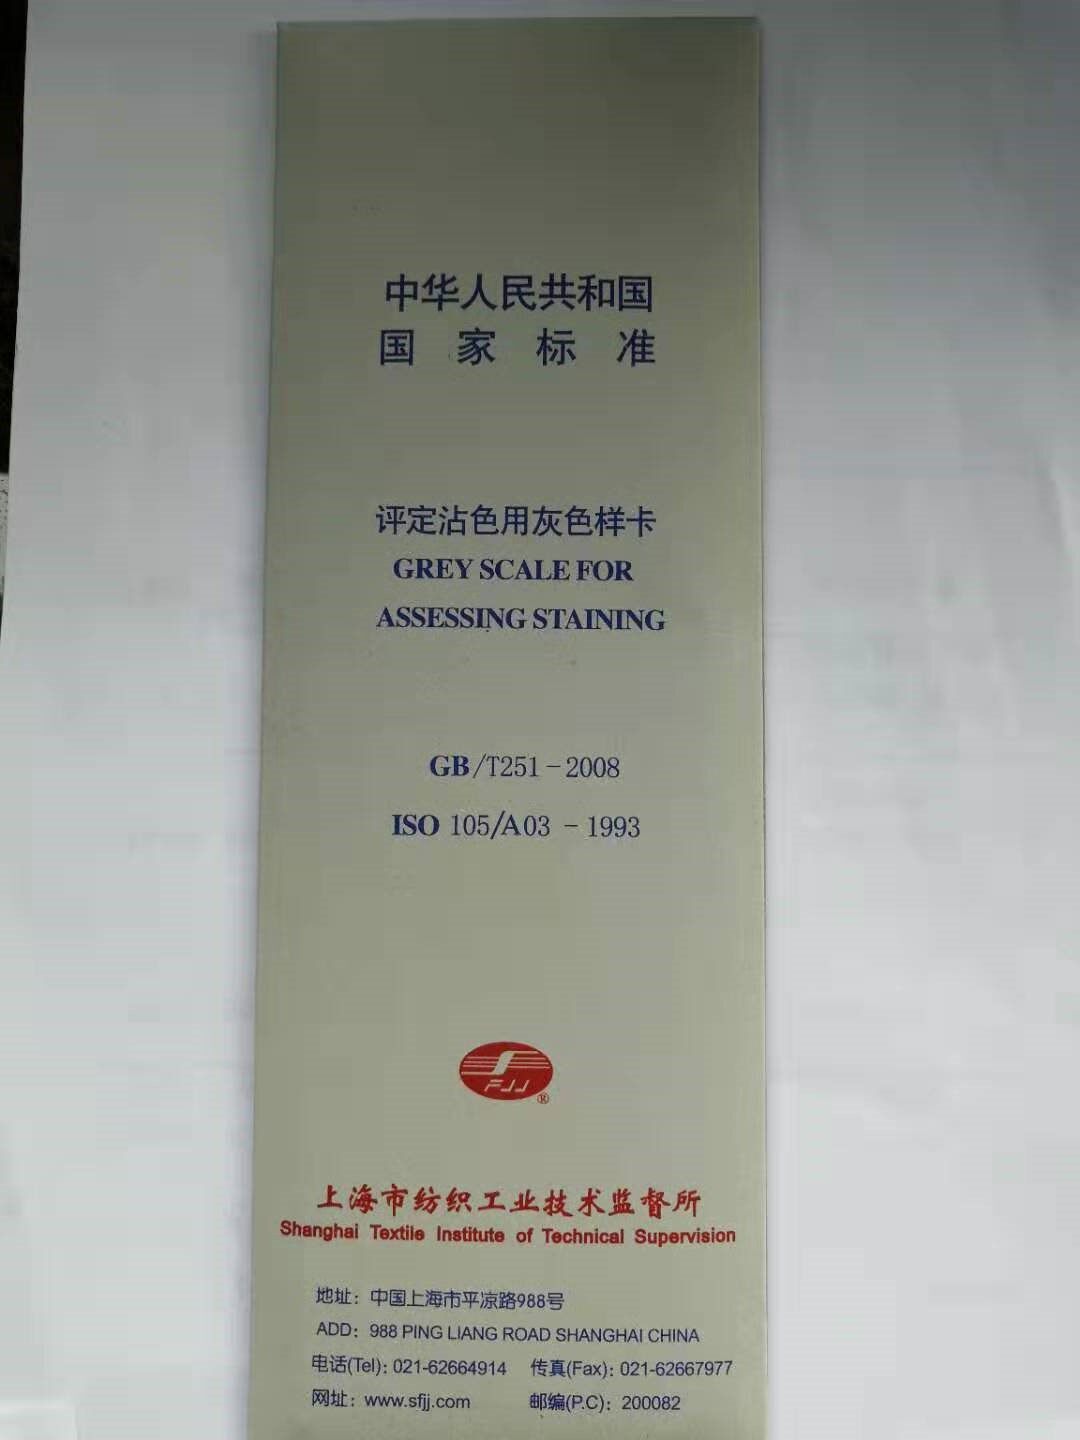 中华人民共和国
国家标准
评定沾色用灰色样卡
GREY SCALE FOR
ASSESSING STAINING
GB/T251-2008
ISO 105/A03 - 1993
FJJ
®
上海市纺织工业技术监督所
Shanghai Textile Institute of Technical Supervision
地址：中国上海市平凉路988号
ADD：988 PING LIANG ROAD SHANGHAI CHINA
电话(Tel)：021-62664914 传真(Fax)：021-62667977
网址：www.sfjj.com 邮编(P.C)：200082